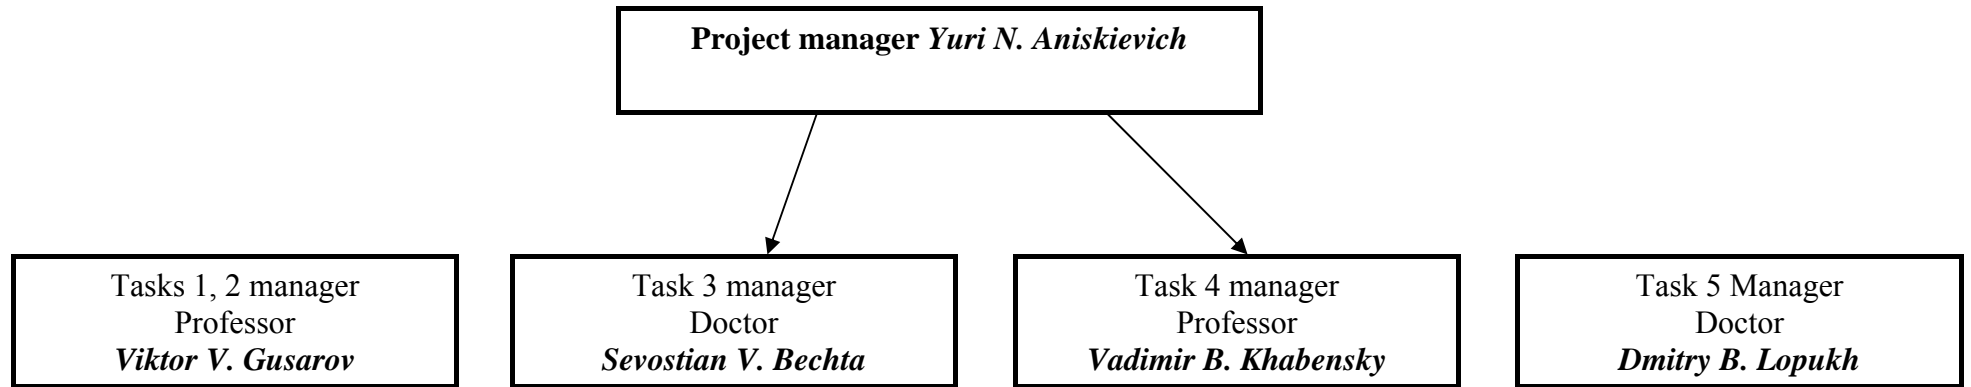 Project manager Yuri N. Aniskievich
Tasks 1, 2 manager
Professor
Viktor V. Gusarov
Task 3 manager
Doctor
Sevostian V. Bechta
Task 4 manager
Professor
Vadimir B. Khabensky
Task 5 Manager
Doctor
Dmitry B. Lopukh